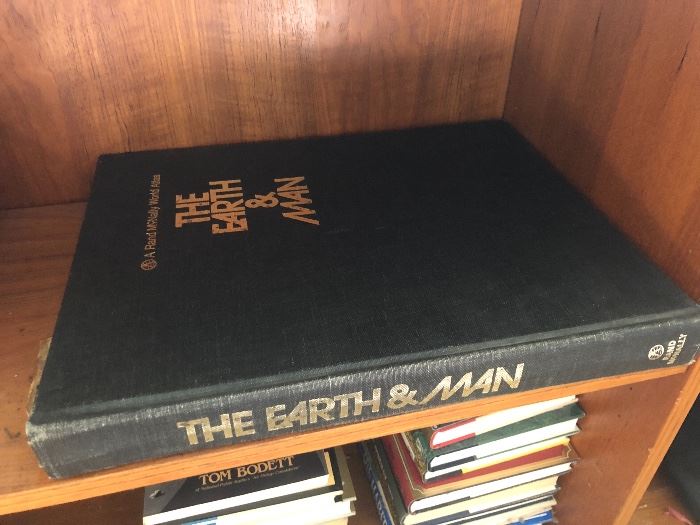 A Rand McNally World Atlas
THE
EARTH
&
MAN
THE EARTH & MAN
RAND
McNALLY
TOM BODETT